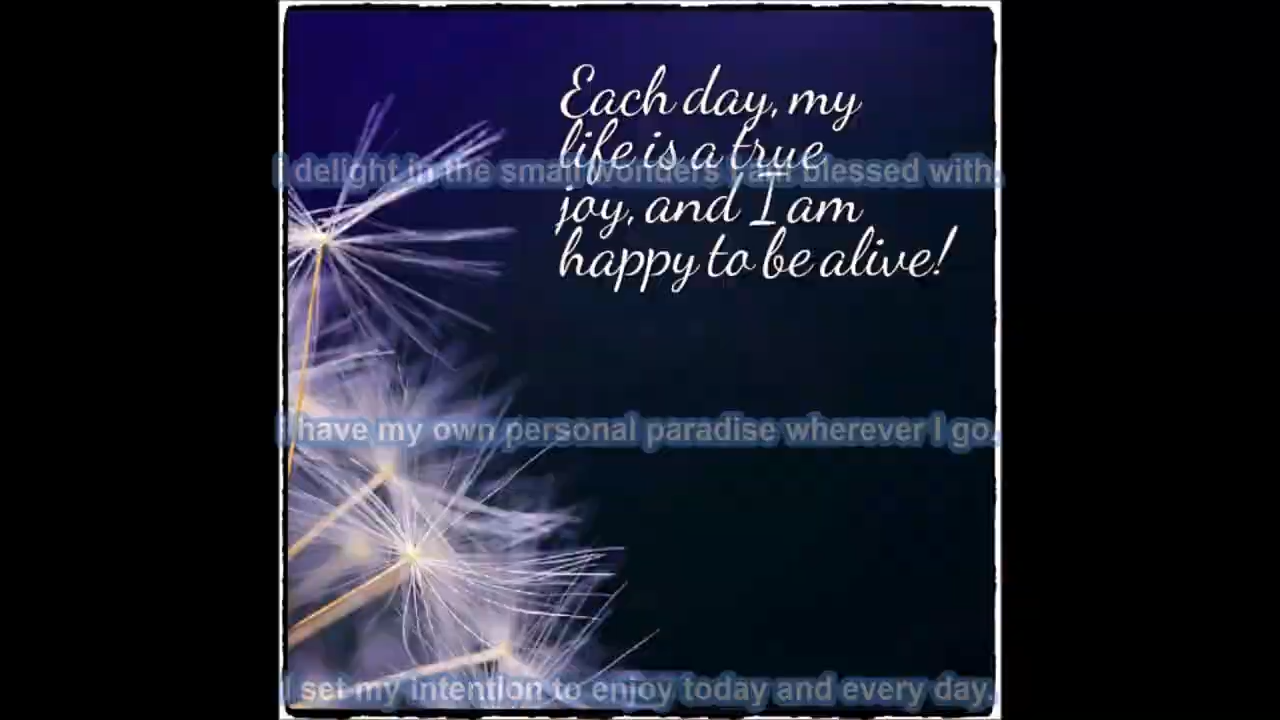 Each day, my
life is a true
I delight in the small wonders I am blessed with.
joy, and I am
happy to be alive!
I have my own personal paradise wherever I go.
I set my intention to enjoy today and every day.